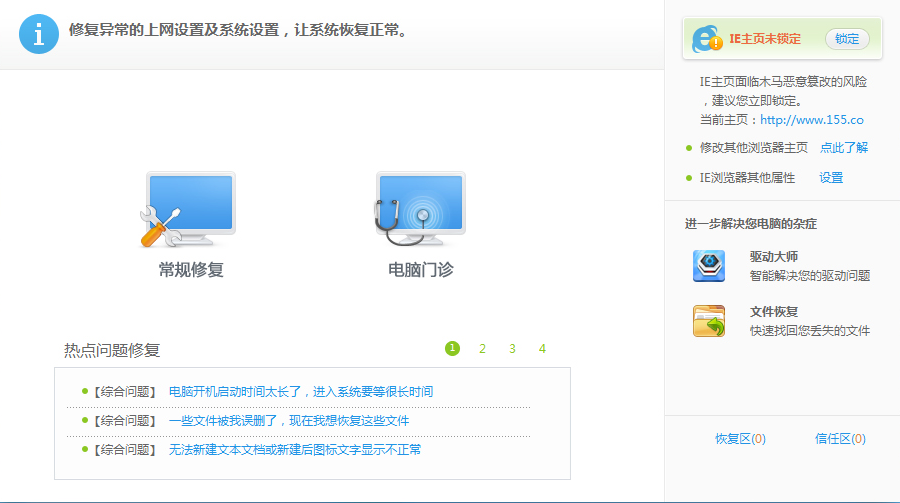 修复异常的上网设置及系统设置，让系统恢复正常。
常规修复
电脑门诊
热点问题修复
1 2 3 4
【综合问题】 电脑开机启动时间太长了，进入系统要等很长时间
【综合问题】 一些文件被我误删了，现在我想恢复这些文件
【综合问题】 无法新建文本文档或新建后图标文字显示不正常
IE主页未锁定 锁定
IE主页面临木马恶意篡改的风险
，建议您立即锁定。
当前主页：http://www.155.co
修改其他浏览器主页 点此了解
IE浏览器其他属性 设置
进一步解决您电脑的杂症
驱动大师
智能解决您的驱动问题
文件恢复
快速找回您丢失的文件
恢复区(0) 信任区(0)